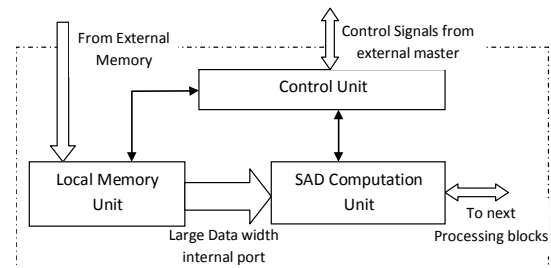 From External
Memory
Control Signals from
external master
Control Unit
Local Memory
Unit
SAD Computation
Unit
Large Data width
internal port
To next
Processing blocks